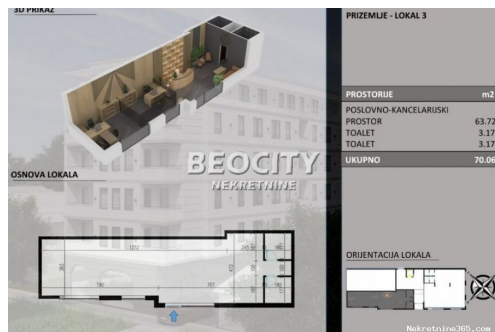 3D PRIKAZ
PRIZEMLJE - LOKAL 3
PROSTORIJE m2
POSLOVNO-KANCELARIJSKI
PROSTOR 63.72
TOALET 3.17
TOALET 3.17
UKUPNO 70.06
BEOCITY
NEKRETNINE
OSNOVA LOKALA
ORIJENTACIJA LOKALA
Nekretnine365.com